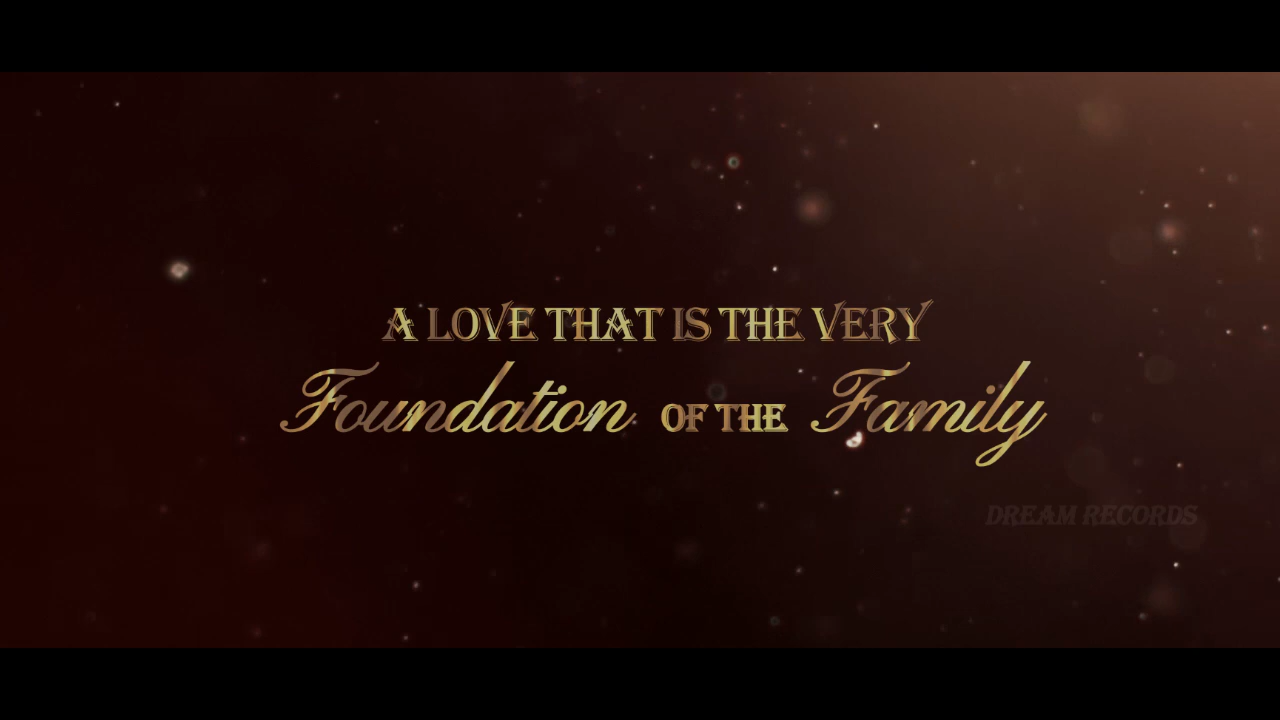 A LOVE THAT IS THE VERY
Foundation OF THE Family
DREAM RECORDS